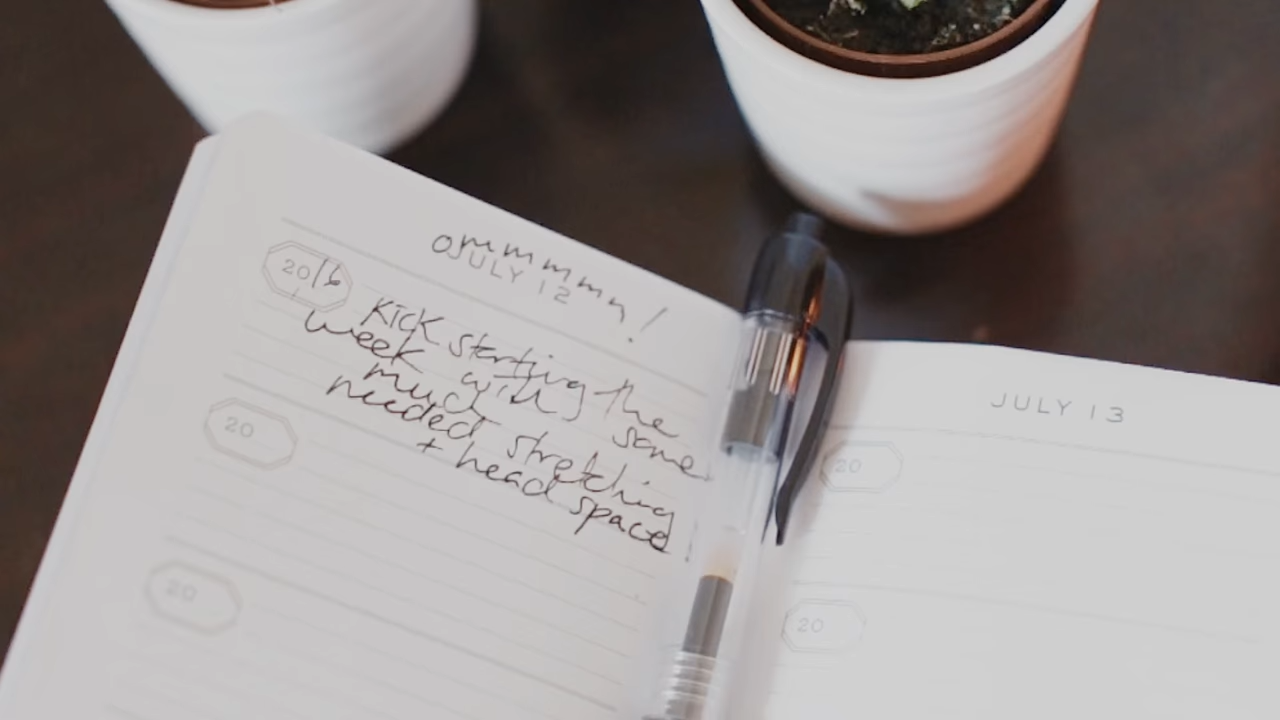 ommmmn!
JULY 12
2016
Kick starting the
week with some
much
needed stretching
+ head space
20
20
JULY 13
20
20